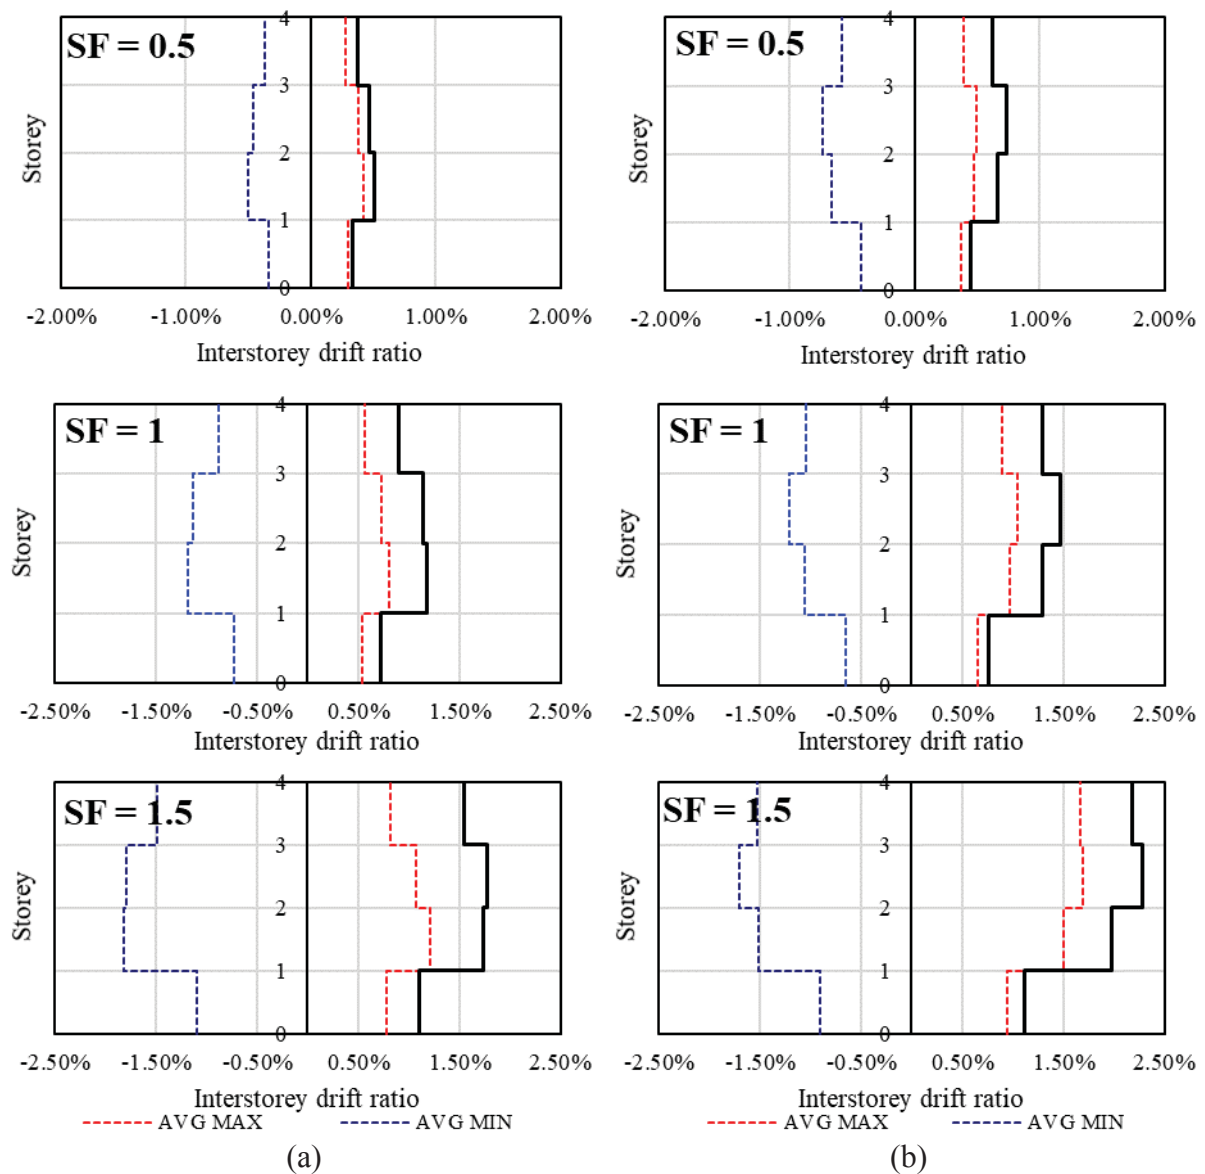 SF = 0.5
Storey
4
3
2
1
0
-2.00% -1.00% 0.00% 1.00% 2.00%
Interstorey drift ratio
SF = 0.5
Storey
4
3
2
1
0
-2.00% -1.00% 0.00% 1.00% 2.00%
Interstorey drift ratio
SF = 1
Storey
4
3
2
1
0
-2.50% -1.50% -0.50% 0.50% 1.50% 2.50%
Interstorey drift ratio
SF = 1
Storey
4
3
2
1
0
-2.50% -1.50% -0.50% 0.50% 1.50% 2.50%
Interstorey drift ratio
SF = 1.5
Storey
4
3
2
1
0
-2.50% -1.50% -0.50% 0.50% 1.50% 2.50%
Interstorey drift ratio
AVG MAX AVG MIN
(a)
SF = 1.5
Storey
4
3
2
1
0
-2.50% -1.50% -0.50% 0.50% 1.50% 2.50%
Interstorey drift ratio
AVG MAX AVG MIN
(b)